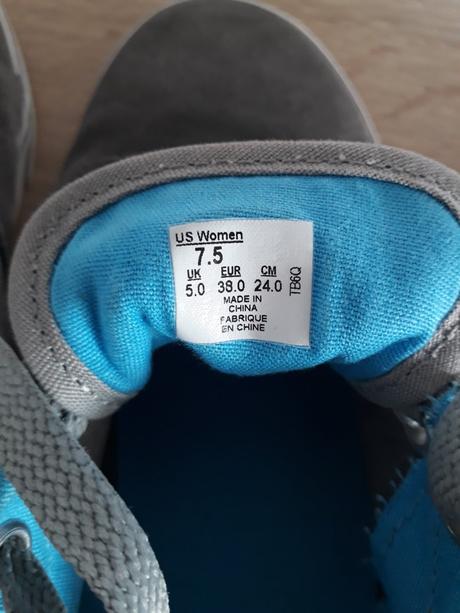 US Women
7.5
UK EUR CM
5.0 38.0 24.0
MADE IN
CHINA
FABRIQUE
EN CHINE
TB6Q